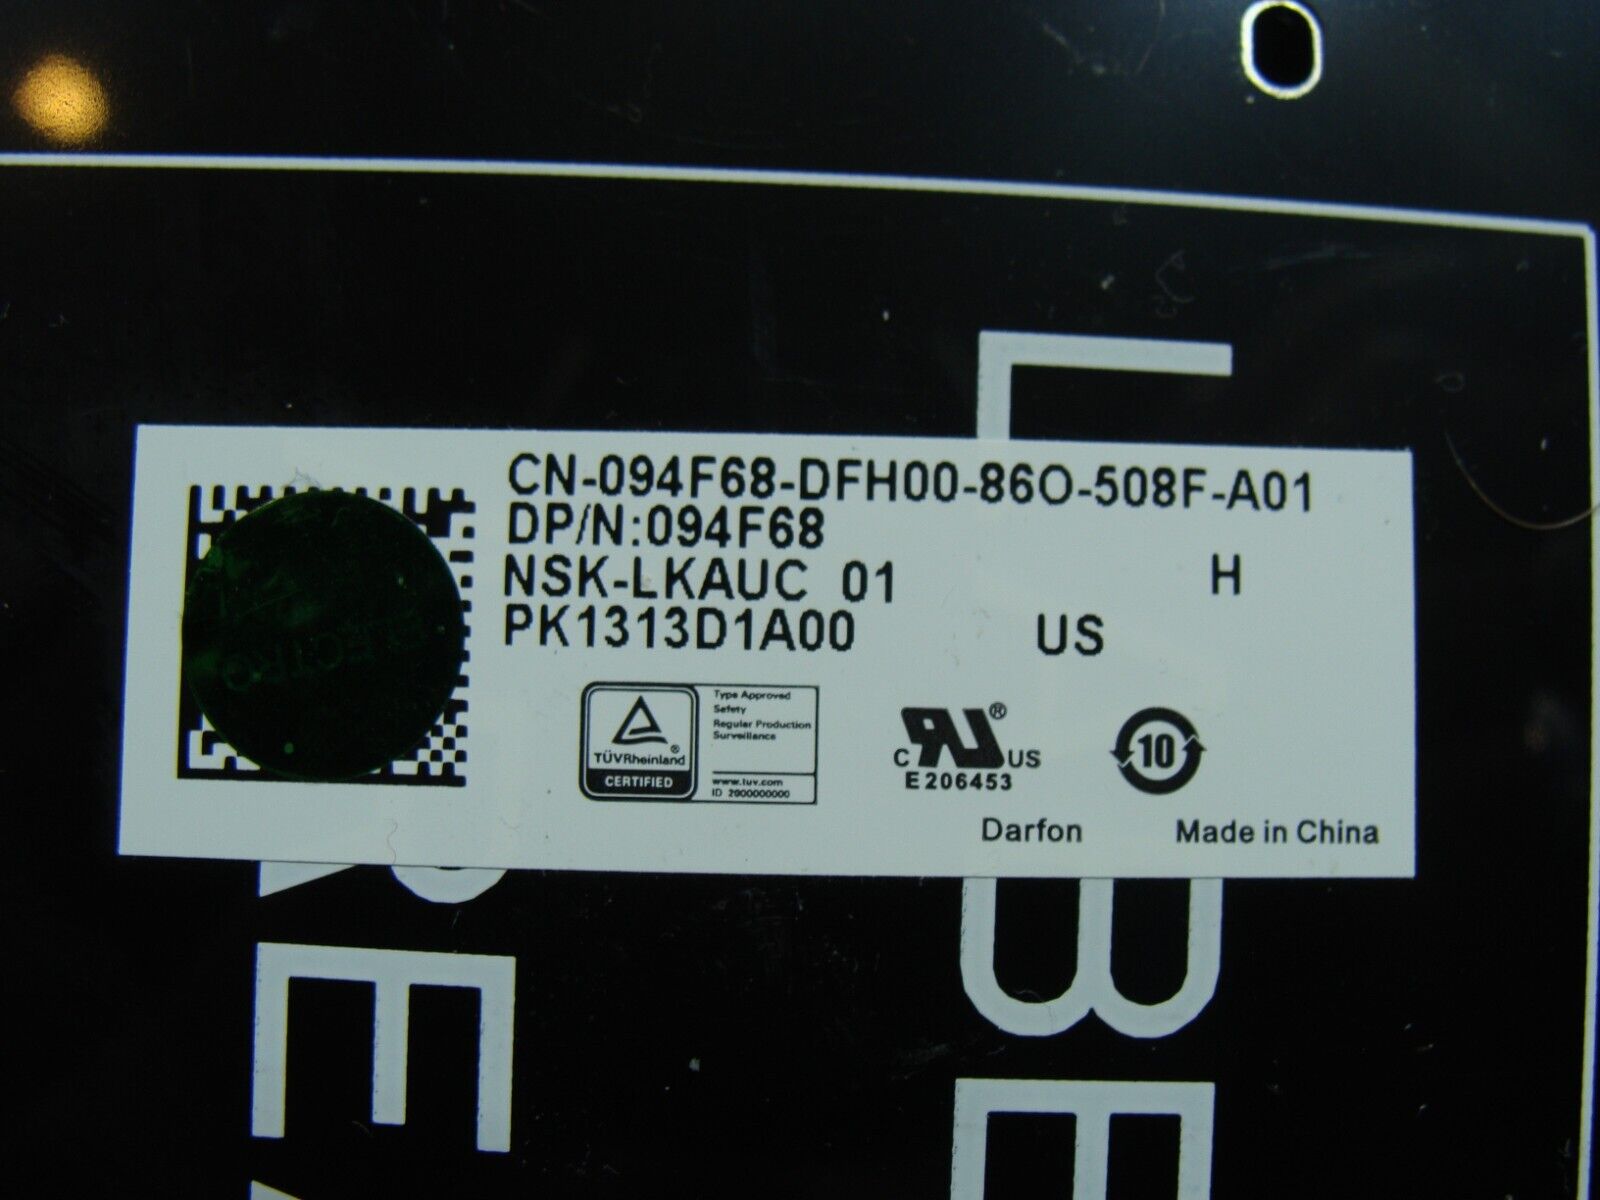 CN-094F68-DFH00-86O-508F-A01
DP/N:094F68
NSK-LKAUC 01 H
PK1313D1A00 US
TÜVRheinland ®
CERTIFIED
Type Approved
Safety
Regular Production
Surveillance
www.tuv.com
ID 2000000000
C UL ® US
E206453
10
Darfon Made in China
L
B
E
R
E